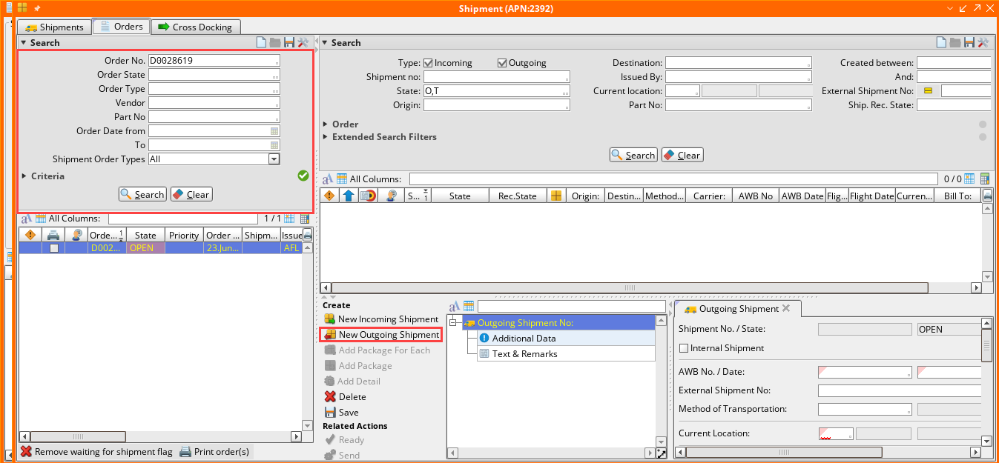 Shipment (APN:2392)
Shipments
Orders
Cross Docking
Search
Order No. D0028619
Order State
Order Type
Vendor
Part No
Order Date from
To
Shipment Order Types All
Criteria
Search Clear
All Columns: 1 / 1
Orde... 1 State Priority Order ... Shipm... Issue
D002... OPEN 23.Jun... AFL
Remove waiting for shipment flag Print order(s)
Search
Type: Incoming Outgoing Destination: Created between:
Shipment no: Issued By: And:
State: O,T Current location: External Shipment No:
Origin: Part No: Ship. Rec. State:
Order
Extended Search Filters
Search Clear
All Columns: 0 / 0
S... 1 State Rec.State Origin: Destin... Method... Carrier: AWB No AWB Date Flig... Flight Date Curren... Bill To:
Create
New Incoming Shipment
New Outgoing Shipment
Add Package For Each
Add Package
Add Detail
Delete
Save
Related Actions
Ready
Send
Outgoing Shipment No:
Additional Data
Text & Remarks
Outgoing Shipment
Shipment No. / State: OPEN
Internal Shipment
AWB No. / Date:
External Shipment No:
Method of Transportation:
Current Location: